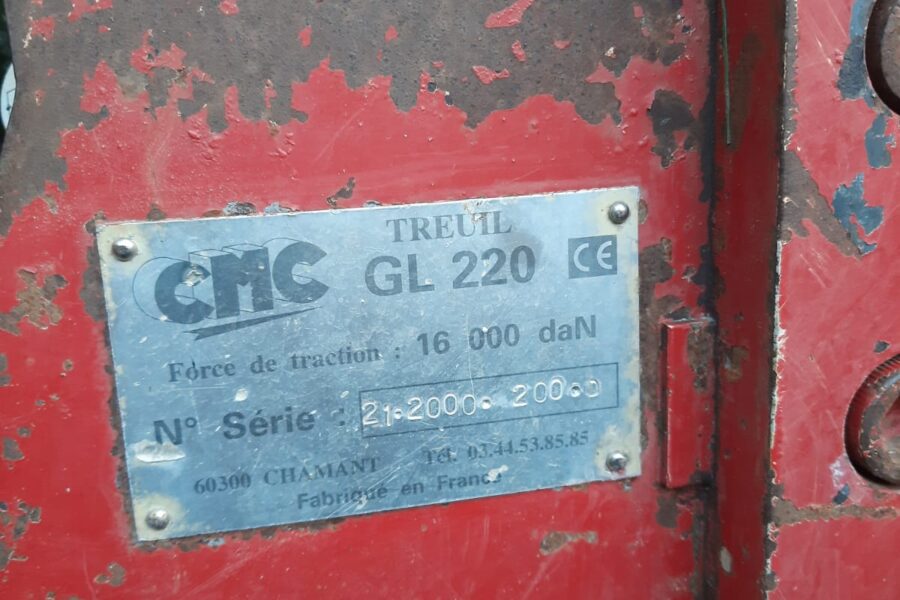 TREUIL
CMC GL 220 CE
Force de traction : 16 000 daN
N° Série : 21.2000. 200.0
60300 CHAMANT Tél. 03.44.53.85.85
Fabriqué en France